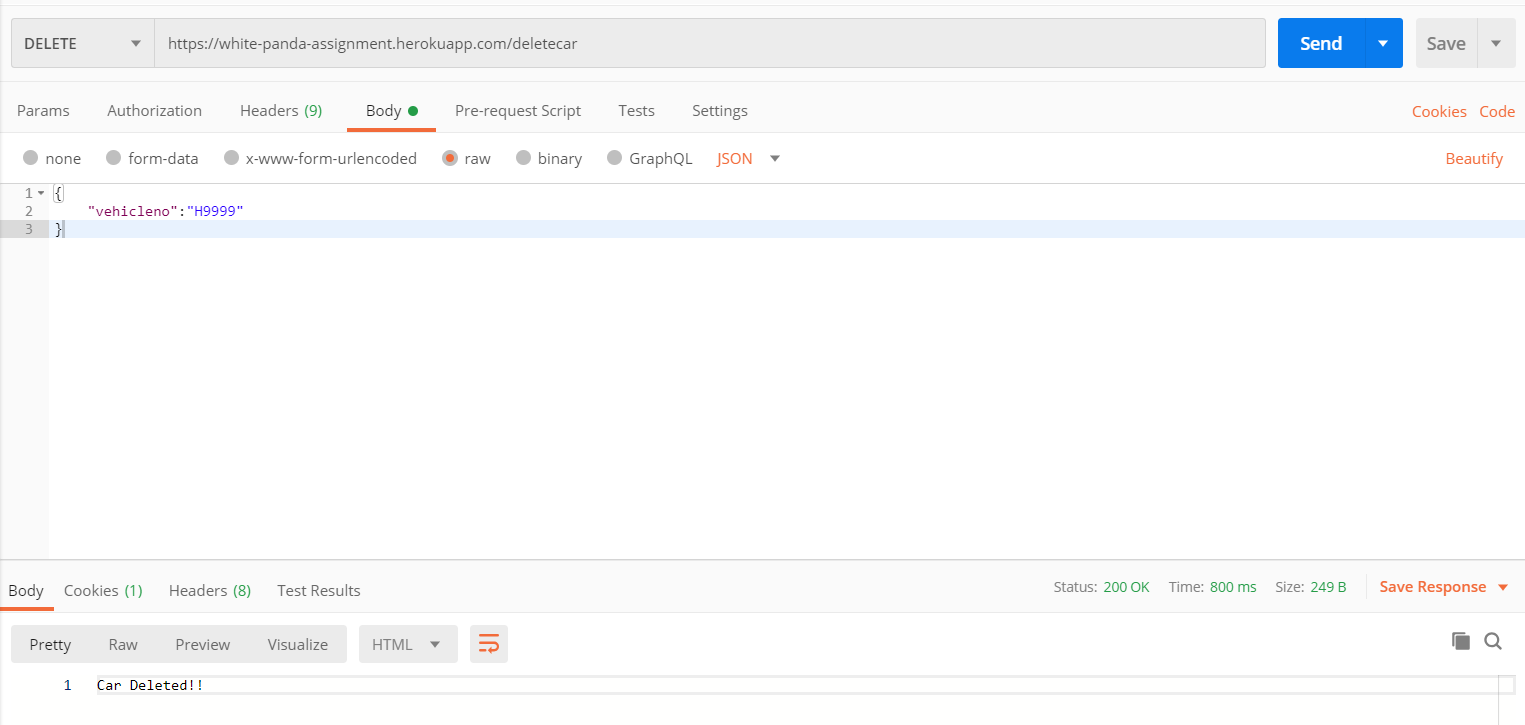 DELETE https://white-panda-assignment.herokuapp.com/deletecar Send Save
Params Authorization Headers (9) Body Pre-request Script Tests Settings Cookies Code
none form-data x-www-form-urlencoded raw binary GraphQL JSON Beautify
1 {
2 "vehicleno":"H9999"
3 }
Body Cookies (1) Headers (8) Test Results Status: 200 OK Time: 800 ms Size: 249 B Save Response
Pretty Raw Preview Visualize HTML
1 Car Deleted!!